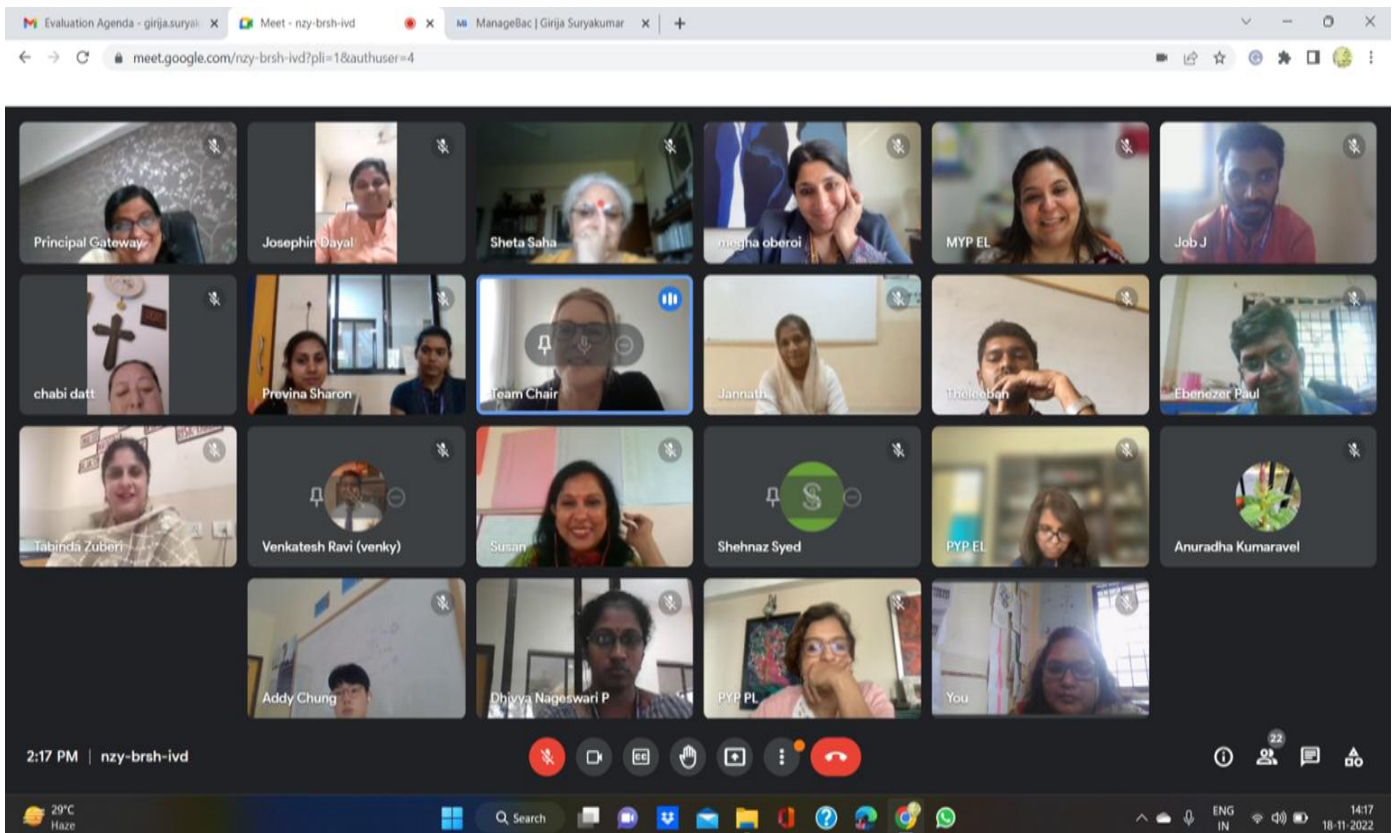 Evaluation Agenda - girija.suryak
Meet - nzy-brsh-ivd
ManageBac | Girija Suryakumar
meet.google.com/nzy-brsh-ivd?pli=1&authuser=4
Principal Gateway
Josephin Dayal
Sheta Saha
megha oberoi
MYP EL
Job J
chabi datt
Previna Sharon
Team Chair
Jannath
Theleeban
Ebenezer Paul
Tabinda Zuberi
Venkatesh Ravi (venky)
Susan
S
Shehnaz Syed
PYP EL
Anuradha Kumaravel
Addy Chung
Dhivya Nageswari P
PYP PL
You
2:17 PM | nzy-brsh-ivd
22
29°C
Haze
Search
ENG
IN
14:17
18-11-2022